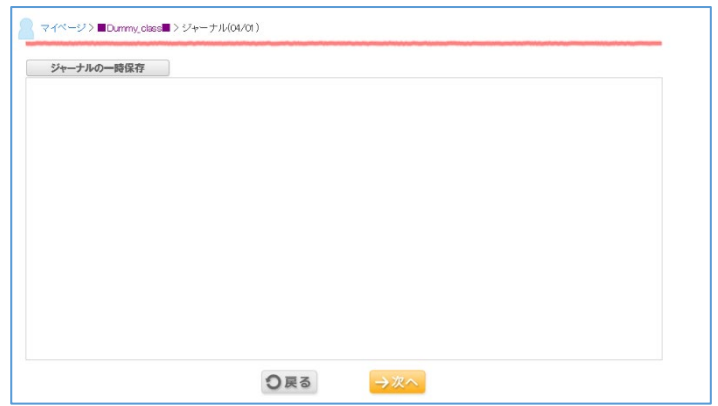 マイページ > ■Dummy_class■ > ジャーナル(04/01)
ジャーナルの一時保存
戻る
→次へ